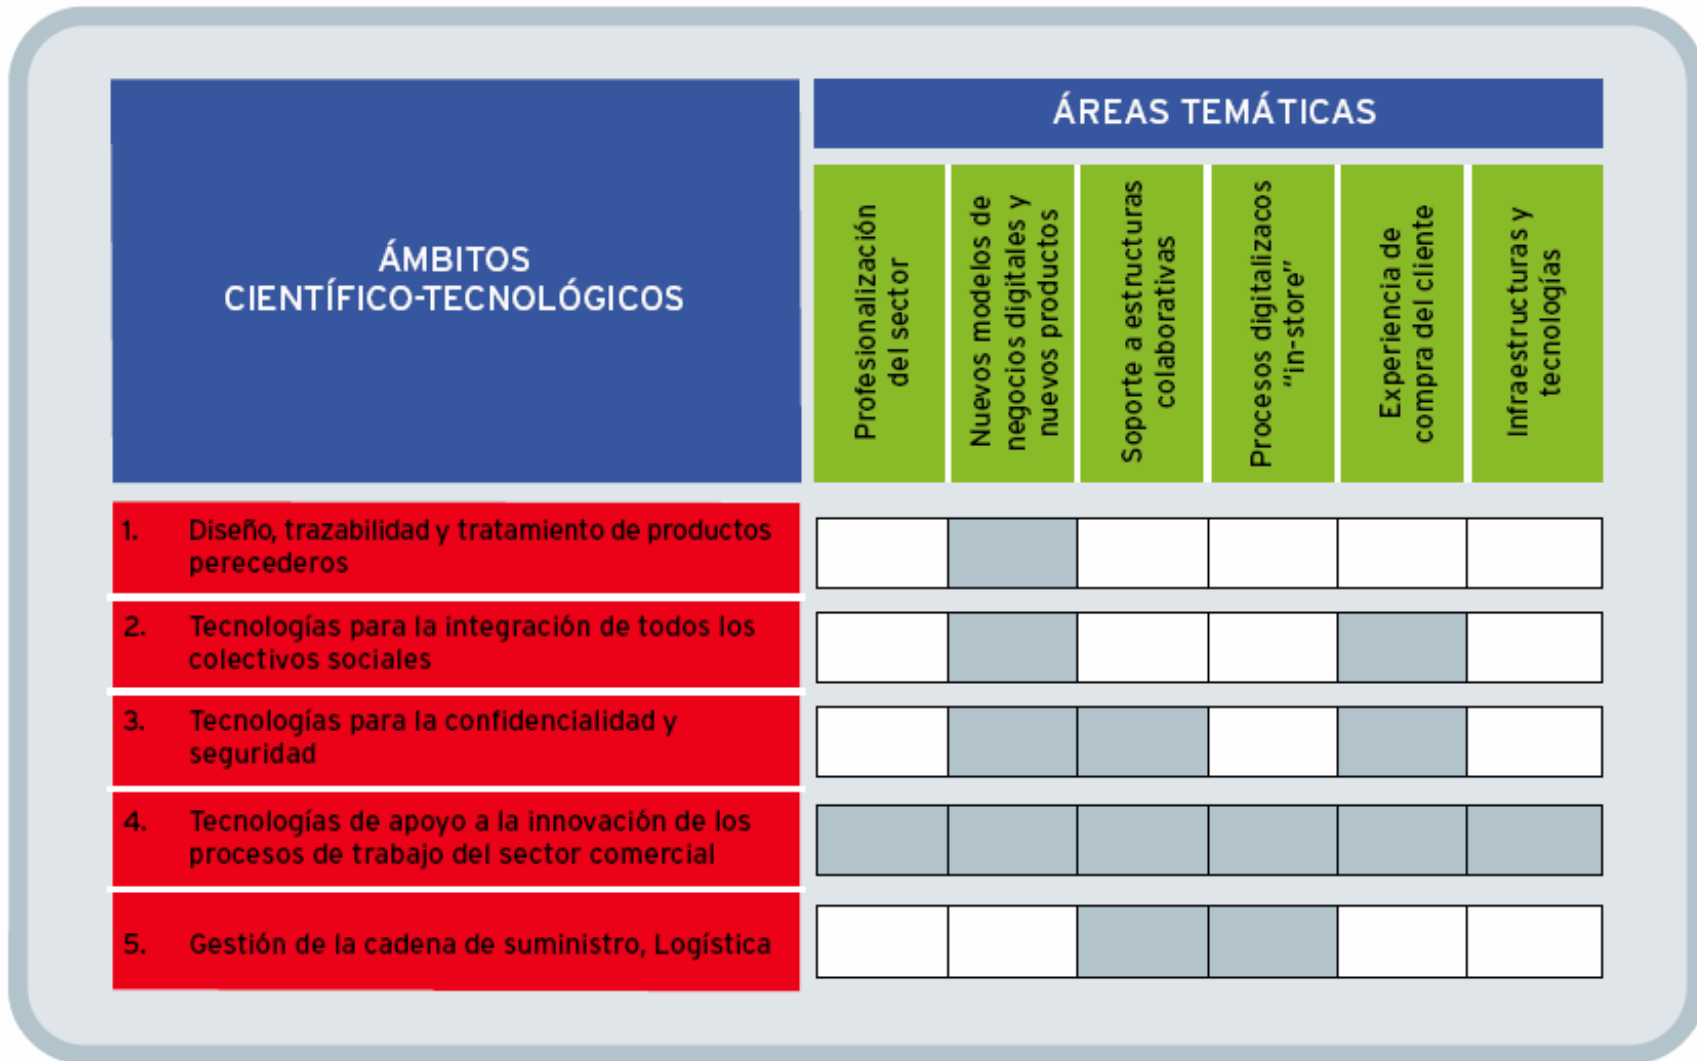 ÁREAS TEMÁTICAS
ÁMBITOS
CIENTÍFICO-TECNOLÓGICOS
Profesionalización
del sector
Nuevos modelos de
negocios digitales y
nuevos productos
Soporte a estructuras
colaborativas
Procesos digitalizacos
“in-store”
Experiencia de
compra del cliente
Infraestructuras y
tecnologías
1. Diseño, trazabilidad y tratamiento de productos
perecederos
2. Tecnologías para la integración de todos los
colectivos sociales
3. Tecnologías para la confidencialidad y
seguridad
4. Tecnologías de apoyo a la innovación de los
procesos de trabajo del sector comercial
5. Gestión de la cadena de suministro, Logística